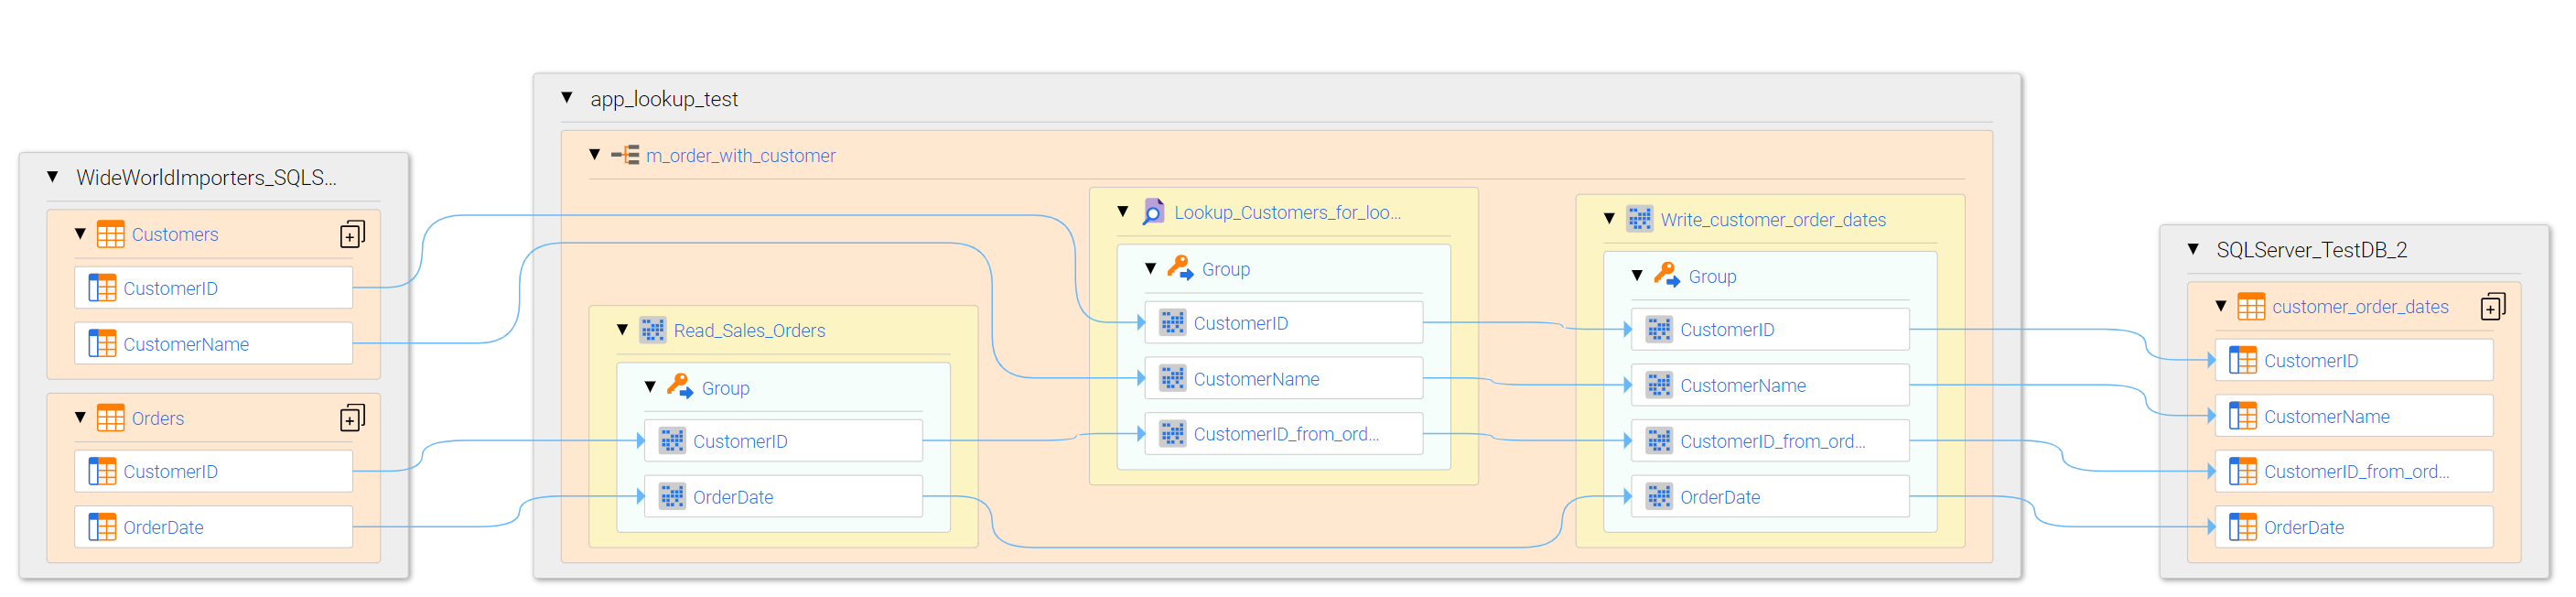 WideWorldImporters_SQLS...
Customers
CustomerID
CustomerName
Orders
CustomerID
OrderDate
app_lookup_test
m_order_with_customer
Read_Sales_Orders
Group
CustomerID
OrderDate
Lookup_Customers_for_loo...
Group
CustomerID
CustomerName
CustomerID_from_ord...
Write_customer_order_dates
Group
CustomerID
CustomerName
CustomerID_from_ord...
OrderDate
SQLServer_TestDB_2
customer_order_dates
CustomerID
CustomerName
CustomerID_from_ord...
OrderDate